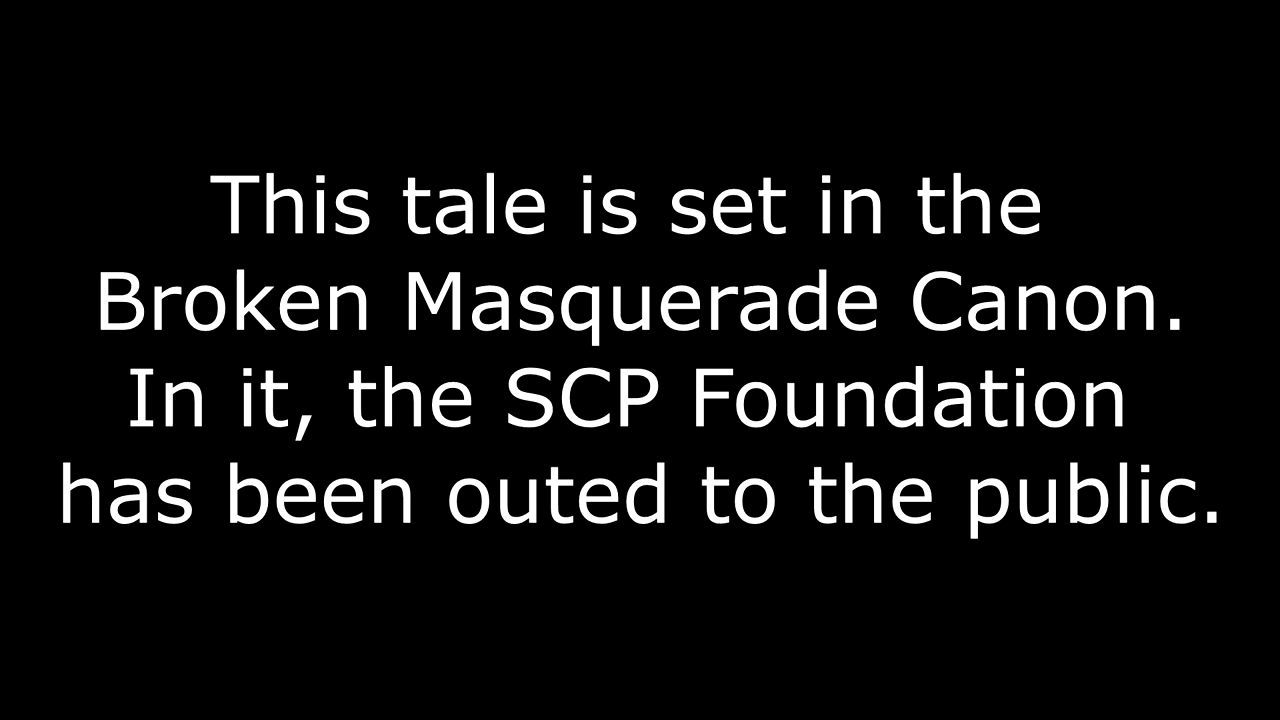 This tale is set in the
Broken Masquerade Canon.
In it, the SCP Foundation
has been outed to the public.